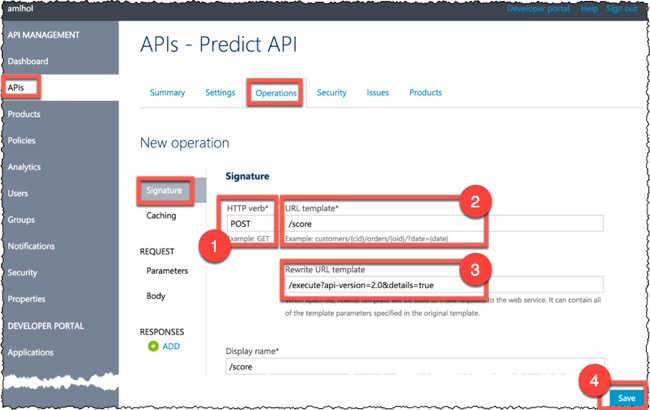 amlhol
Developer portal Help Sign out
API MANAGEMENT
Dashboard
APIs
Products
Policies
Analytics
Users
Groups
Notifications
Security
Properties
DEVELOPER PORTAL
Applications
APIs - Predict API
Summary Settings Operations Security Issues Products
New operation
Signature
Caching
REQUEST
Parameters
Body
RESPONSES
ADD
Signature
HTTP verb* URL template*
POST /score
Example: GET Example: customers/{cid}/orders/{oid}/?date={date}
1
2
Rewrite URL template
/execute?api-version=2.0&details=true
3
When specified, rewrite template will be used to make requests to the web service. It can contain all
of the template parameters specified in the original template.
Display name*
/score
4
Save